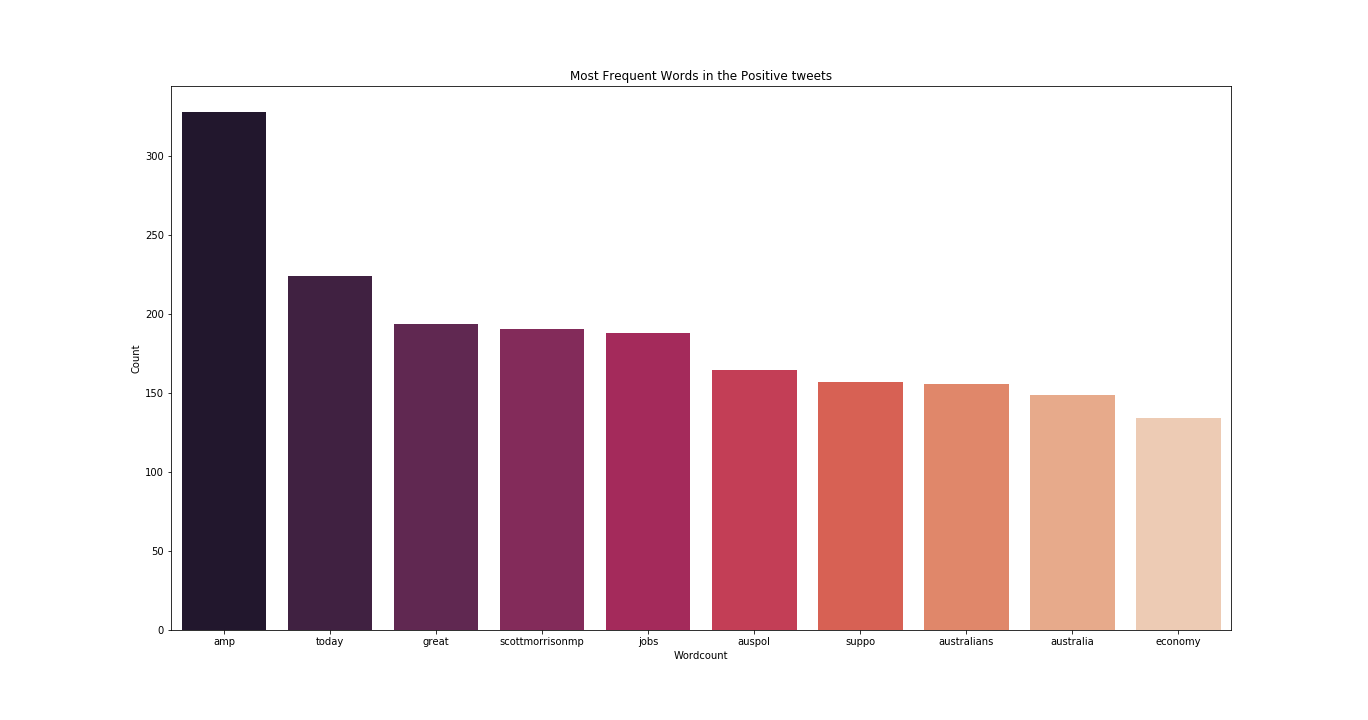 Most Frequent Words in the Positive tweets
Count
300
250
200
150
100
50
0
amp today great scottmorrisonmp jobs auspol suppo australians australia economy
Wordcount